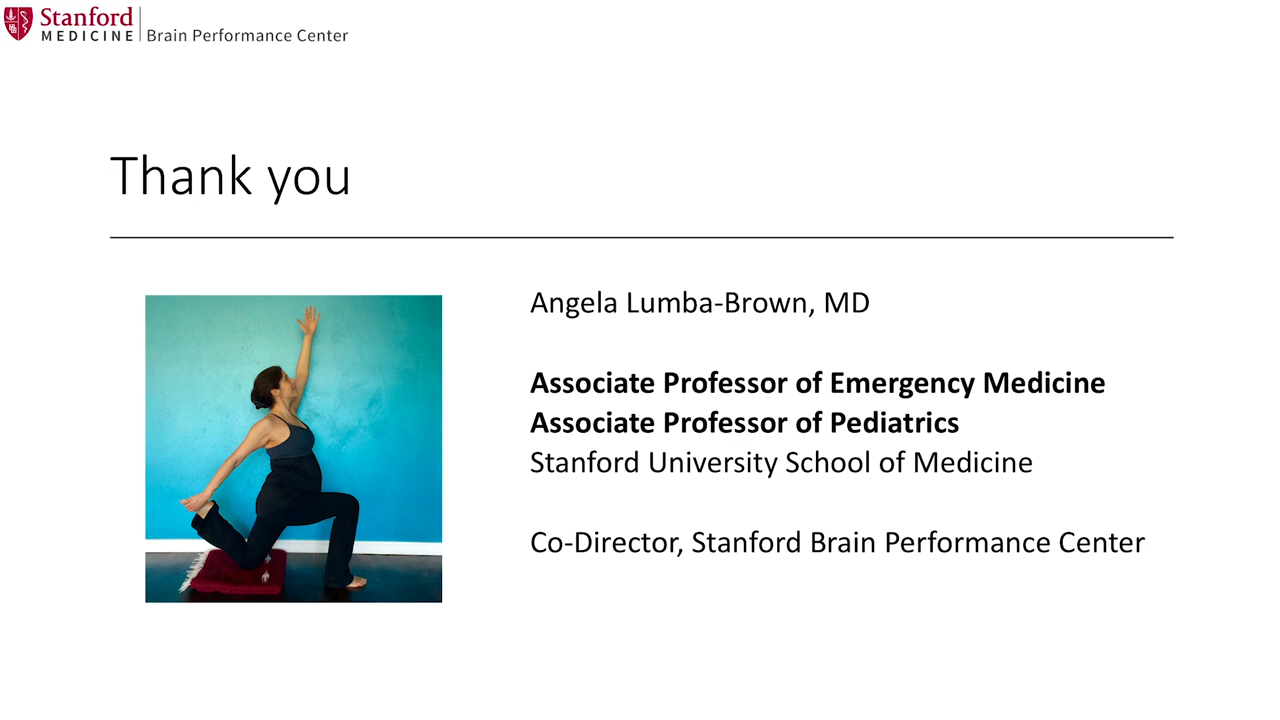 Stanford
MEDICINE
Brain Performance Center
Thank you
Angela Lumba-Brown, MD
Associate Professor of Emergency Medicine
Associate Professor of Pediatrics
Stanford University School of Medicine
Co-Director, Stanford Brain Performance Center